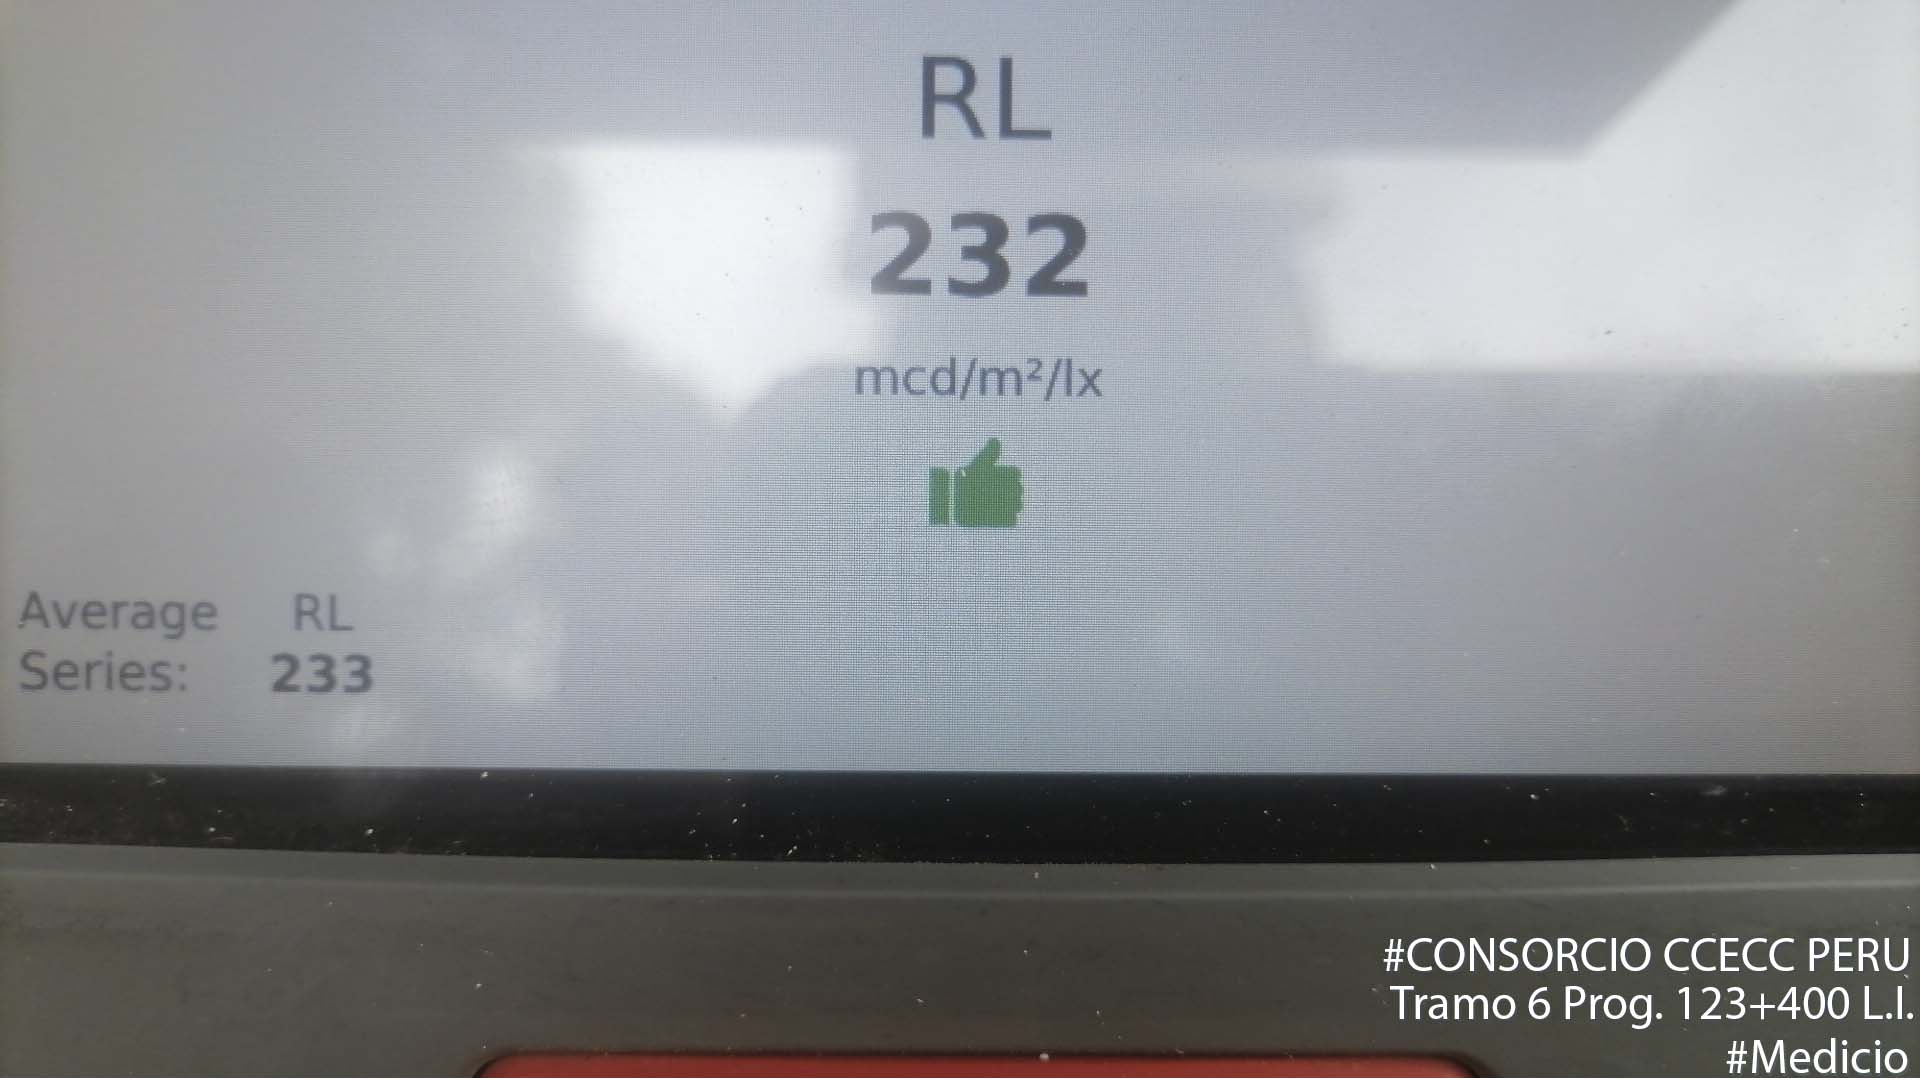 RL
232
mcd/m²/lx
Average RL
Series: 233
#CONSORCIO CCECC PERU
Tramo 6 Prog. 123+400 L.I.
#Medicio